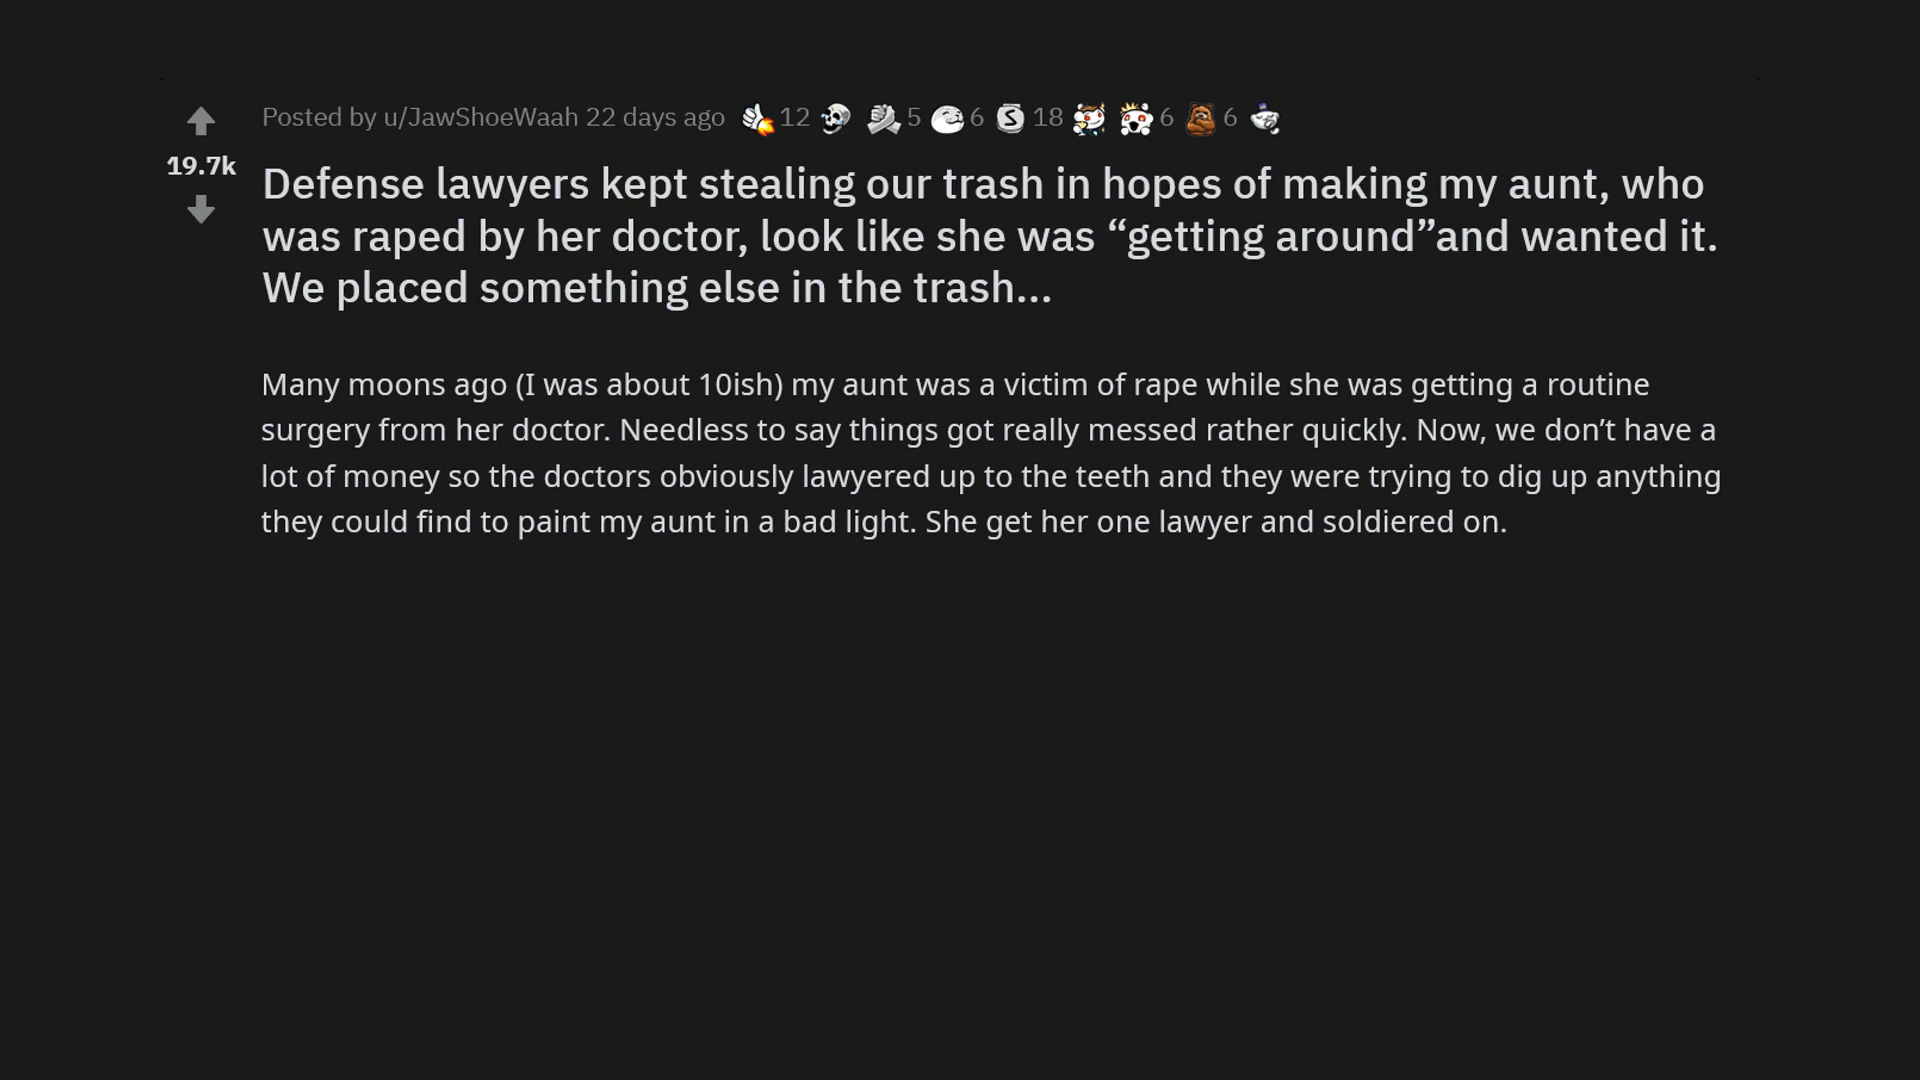 Posted by u/JawShoeWaah 22 days ago 12 5 6 S 18 6 6
19.7k
Defense lawyers kept stealing our trash in hopes of making my aunt, who
was raped by her doctor, look like she was “getting around”and wanted it.
We placed something else in the trash...
Many moons ago (I was about 10ish) my aunt was a victim of rape while she was getting a routine
surgery from her doctor. Needless to say things got really messed rather quickly. Now, we don’t have a
lot of money so the doctors obviously lawyered up to the teeth and they were trying to dig up anything
they could find to paint my aunt in a bad light. She get her one lawyer and soldiered on.